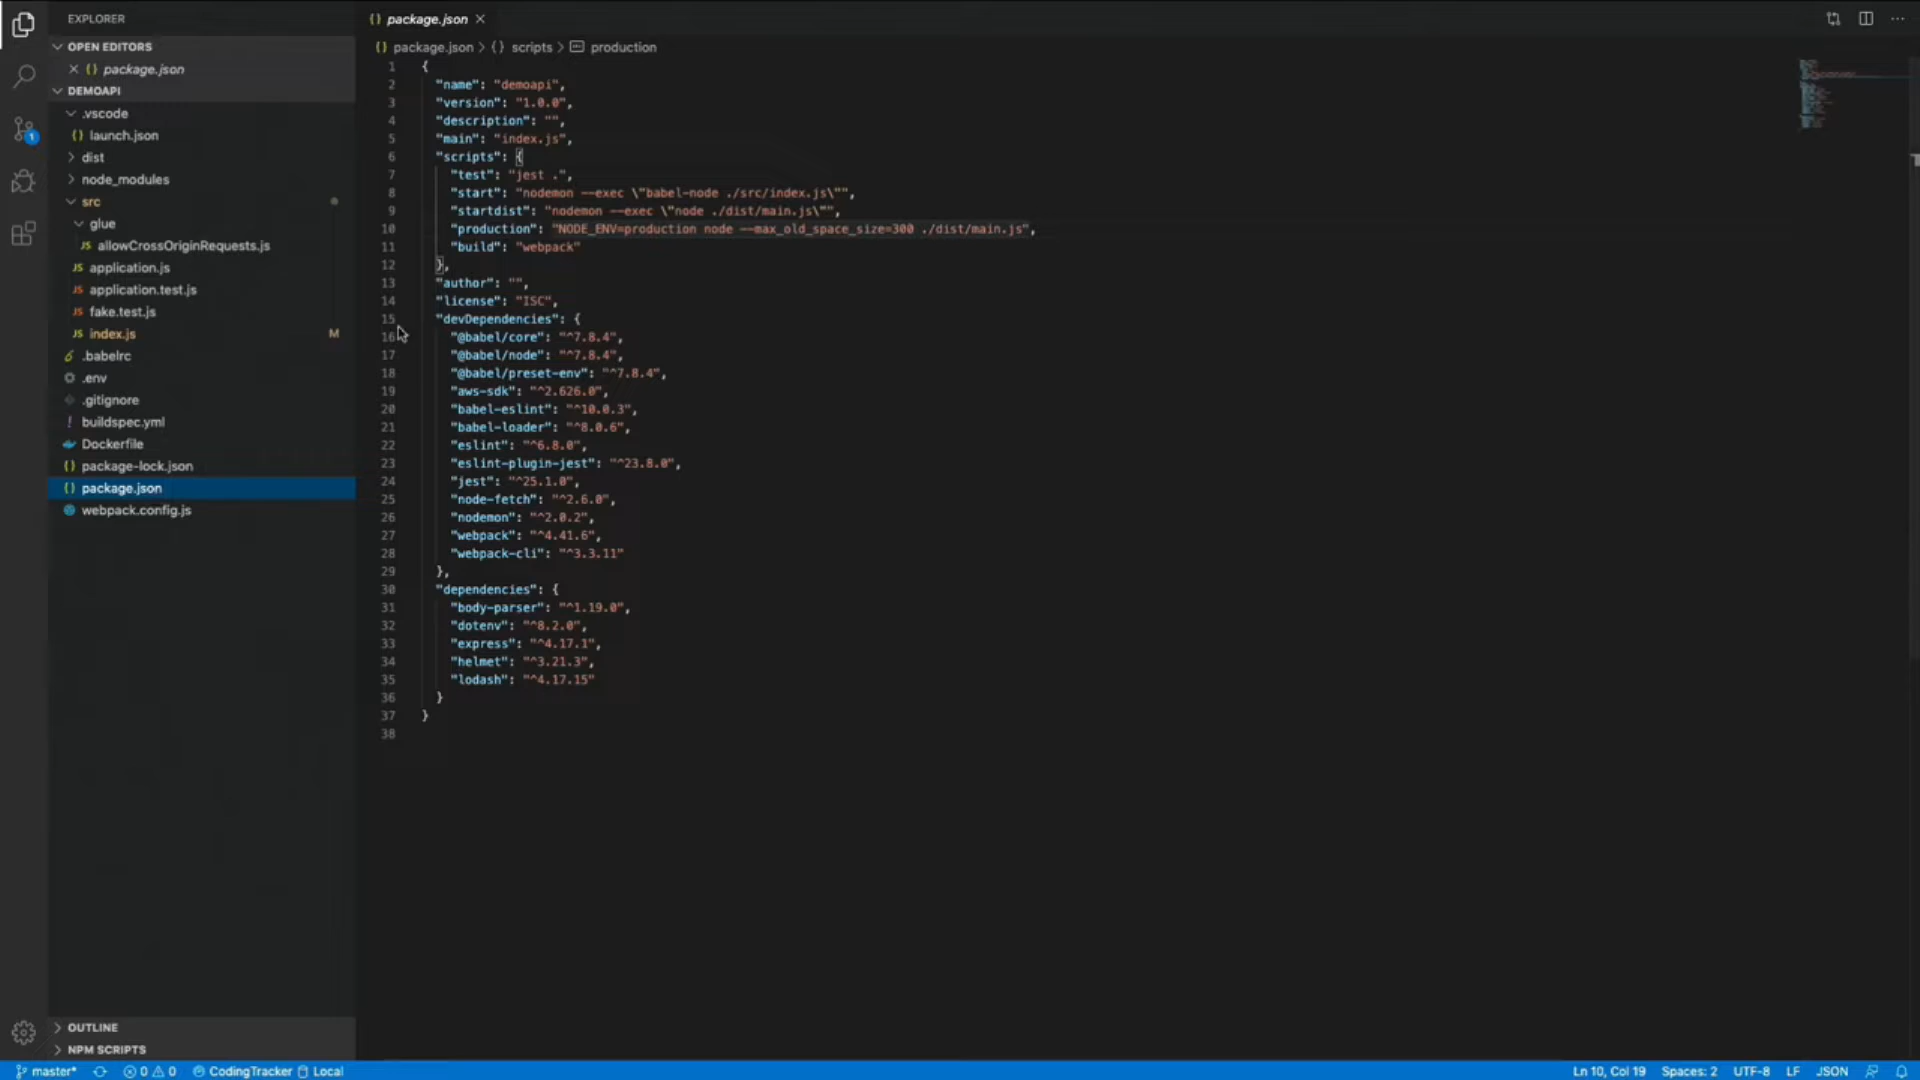 EXPLORER
OPEN EDITORS
package.json
DEMOAPI
.vscode
launch.json
dist
node_modules
src
glue
allowCrossOriginRequests.js
application.js
application.test.js
fake.test.js
index.js M
.babelrc
.env
.gitignore
buildspec.yml
Dockerfile
package-lock.json
package.json
webpack.config.js
OUTLINE
NPM SCRIPTS
package.json
package.json > {} scripts > production
1 {
2 "name": "demoapi",
3 "version": "1.0.0",
4 "description": "",
5 "main": "index.js",
6 "scripts": {
7 "test": "jest .",
8 "start": "nodemon --exec \"babel-node ./src/index.js\"",
9 "startdist": "nodemon --exec \"node ./dist/main.js\"",
10 "production": "NODE_ENV=production node --max_old_space_size=300 ./dist/main.js",
11 "build": "webpack"
12 },
13 "author": "",
14 "license": "ISC",
15 "devDependencies": {
16 "@babel/core": "^7.8.4",
17 "@babel/node": "^7.8.4",
18 "@babel/preset-env": "^7.8.4",
19 "aws-sdk": "^2.626.0",
20 "babel-eslint": "^10.0.3",
21 "babel-loader": "^8.0.6",
22 "eslint": "^6.8.0",
23 "eslint-plugin-jest": "^23.8.0",
24 "jest": "^25.1.0",
25 "node-fetch": "^2.6.0",
26 "nodemon": "^2.0.2",
27 "webpack": "^4.41.6",
28 "webpack-cli": "^3.3.11"
29 },
30 "dependencies": {
31 "body-parser": "^1.19.0",
32 "dotenv": "^8.2.0",
33 "express": "^4.17.1",
34 "helmet": "^3.21.3",
35 "lodash": "^4.17.15"
36 }
37 }
38
master* 0 0 CodingTracker Local Ln 10, Col 19 Spaces: 2 UTF-8 LF JSON